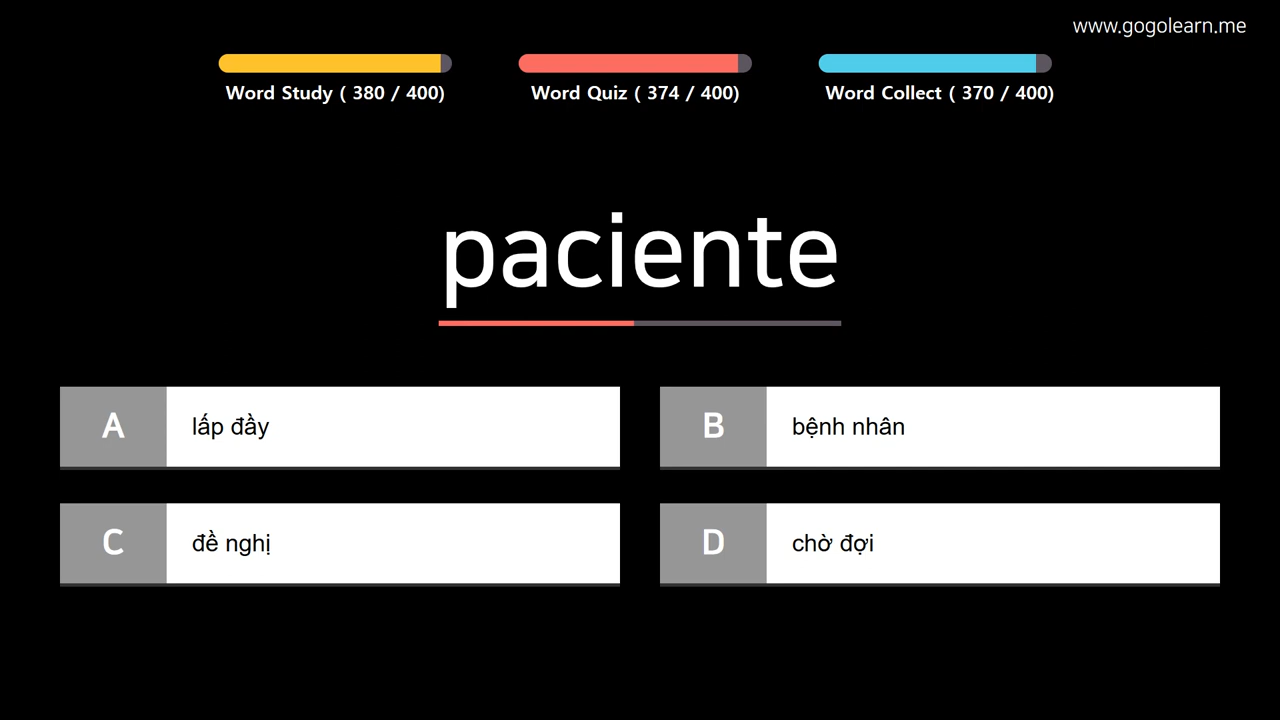 www.gogolearn.me
Word Study ( 380 / 400)
Word Quiz ( 374 / 400)
Word Collect ( 370 / 400)
paciente
A lấp đầy
B bệnh nhân
C đề nghị
D chờ đợi